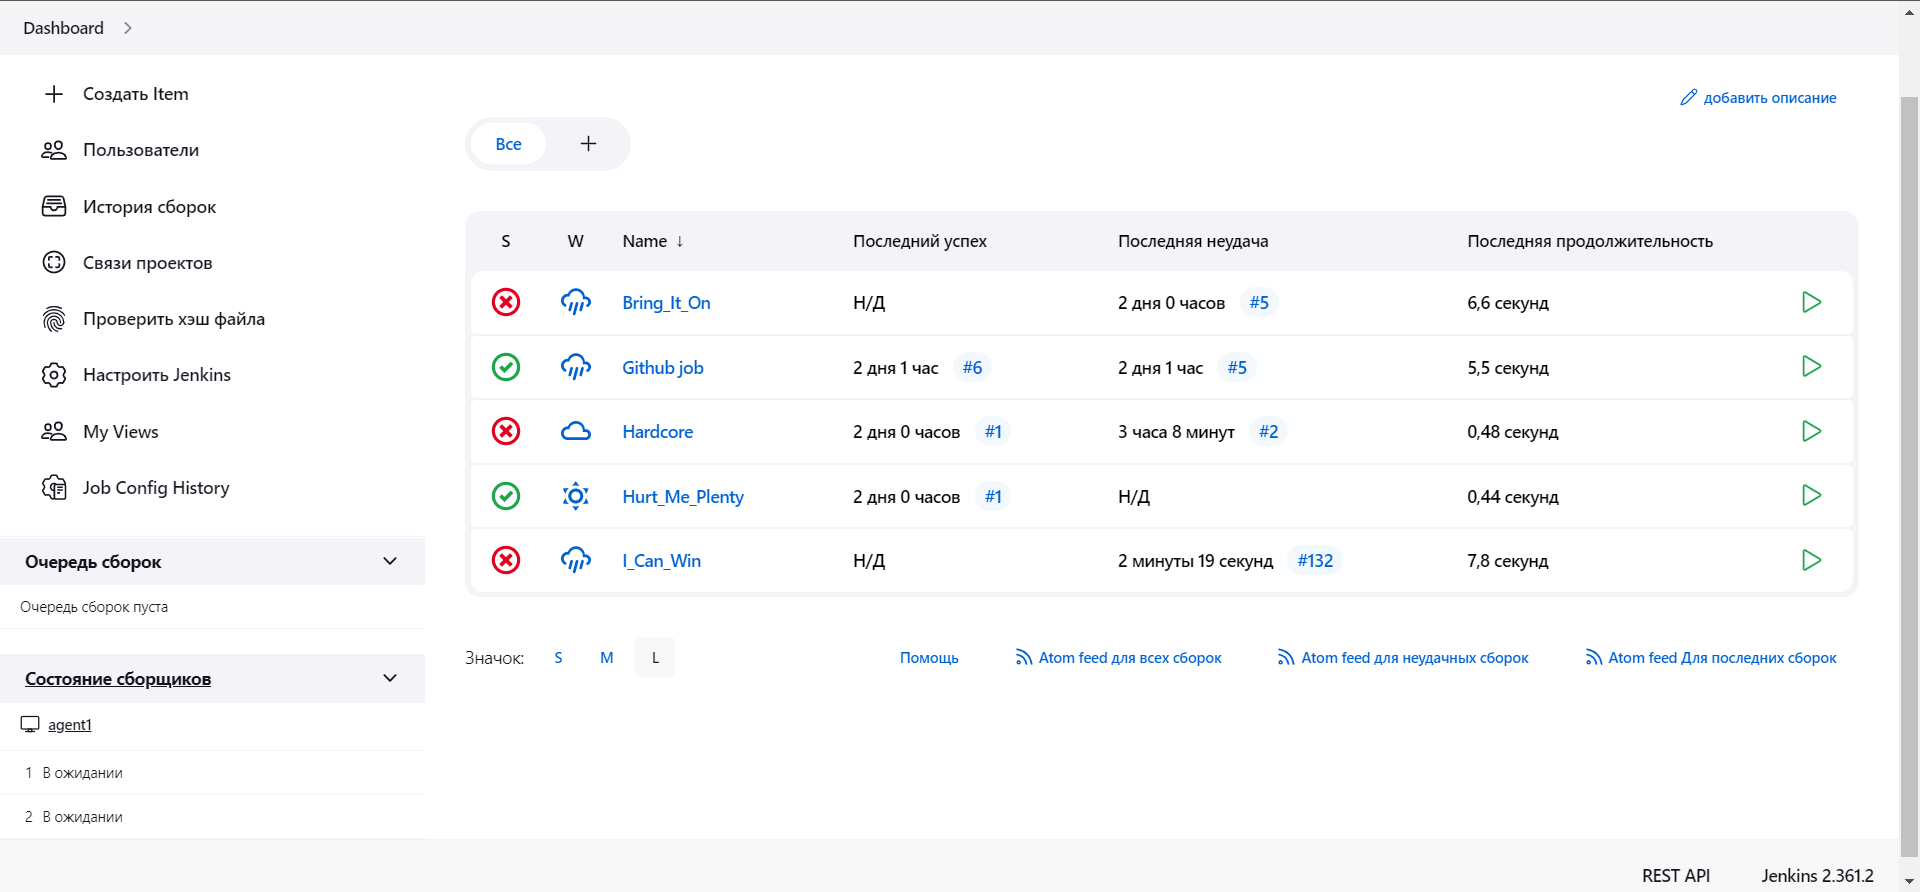 Dashboard
Создать Item
Пользователи
История сборок
Связи проектов
Проверить хэш файла
Настроить Jenkins
My Views
Job Config History
Очередь сборок
Очередь сборок пуста
Состояние сборщиков
agent1
1 В ожидании
2 В ожидании
добавить описание
Все
S W Name ↓ Последний успех Последняя неудача Последняя продолжительность
Bring_It_On Н/Д 2 дня 0 часов #5 6,6 секунд
Github job 2 дня 1 час #6 2 дня 1 час #5 5,5 секунд
Hardcore 2 дня 0 часов #1 3 часа 8 минут #2 0,48 секунд
Hurt_Me_Plenty 2 дня 0 часов #1 Н/Д 0,44 секунд
I_Can_Win Н/Д 2 минуты 19 секунд #132 7,8 секунд
Значок: S M L Помощь Atom feed для всех сборок Atom feed для неудачных сборок Atom feed Для последних сборок
REST API Jenkins 2.361.2